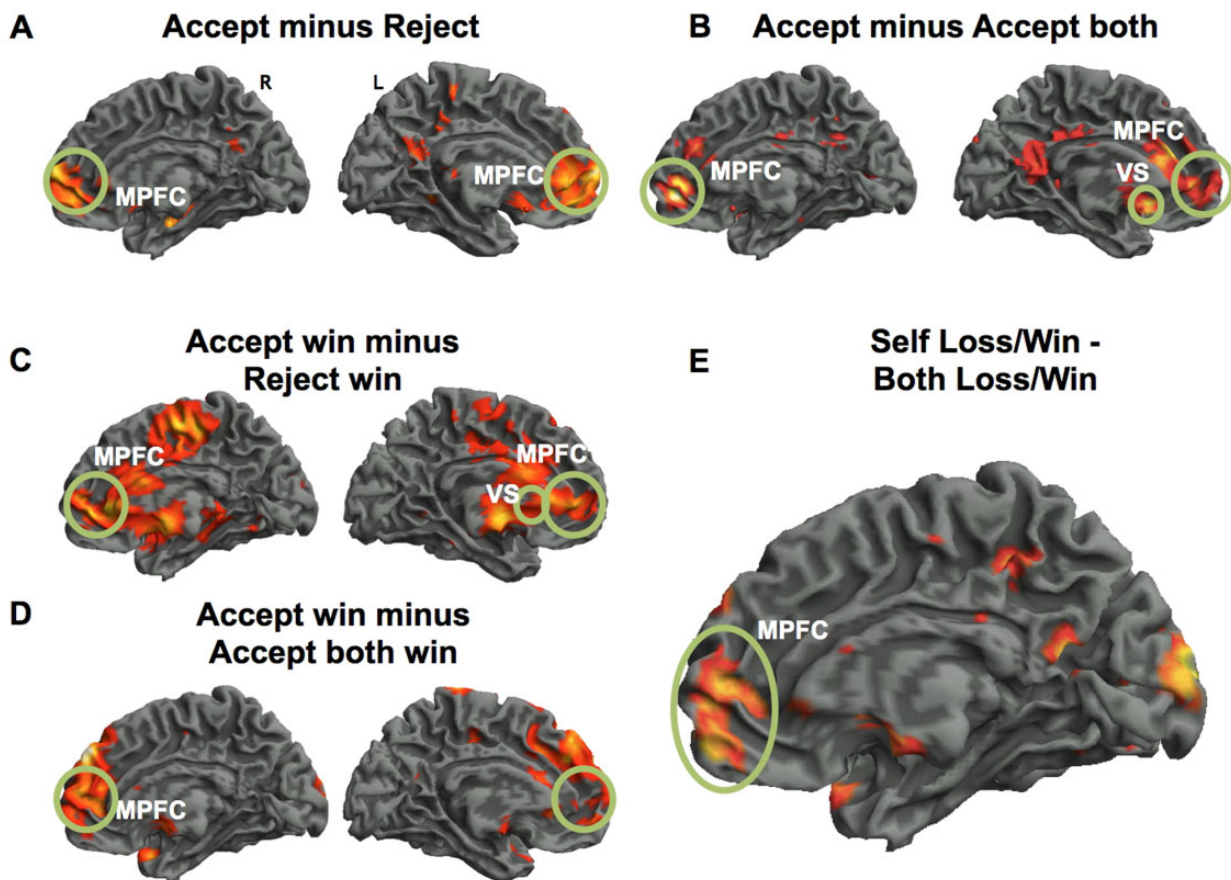 A
Accept minus Reject
R
L
MPFC
MPFC
B
Accept minus Accept both
MPFC
MPFC
VS
C
Accept win minus
Reject win
MPFC
MPFC
VS
D
Accept win minus
Accept both win
MPFC
E
Self Loss/Win -
Both Loss/Win
MPFC